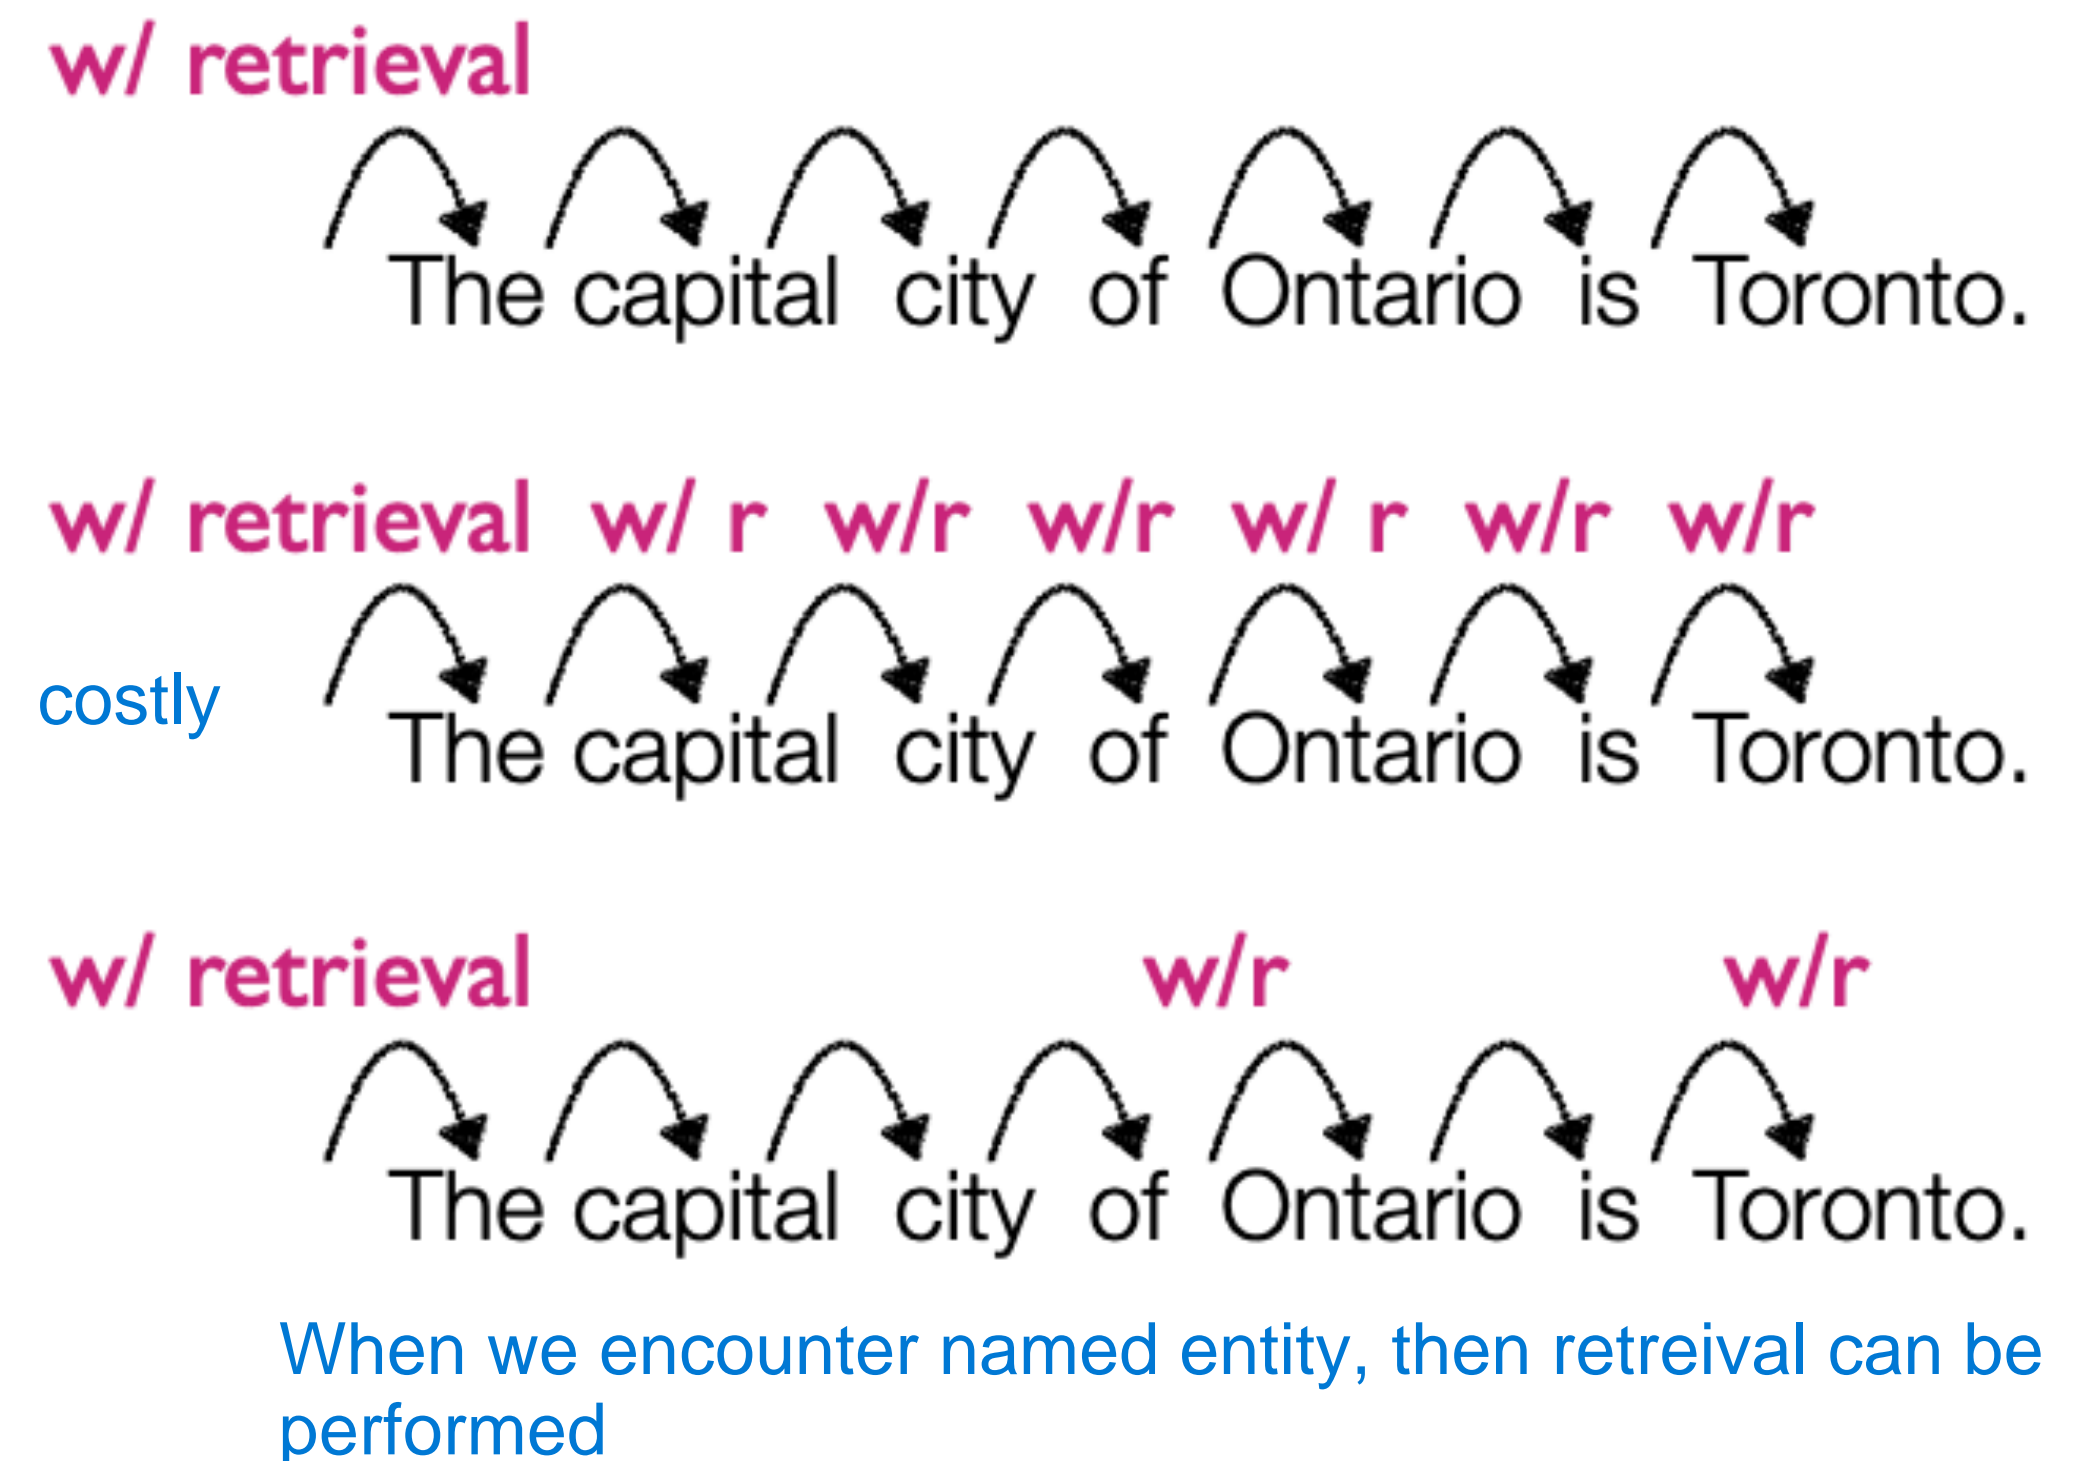 w/ retrieval
The capital city of Ontario is Toronto.
w/ retrieval w/ r w/r w/r w/ r w/r w/r
costly
The capital city of Ontario is Toronto.
w/ retrieval w/r w/r
The capital city of Ontario is Toronto.
When we encounter named entity, then retreival can be
performed